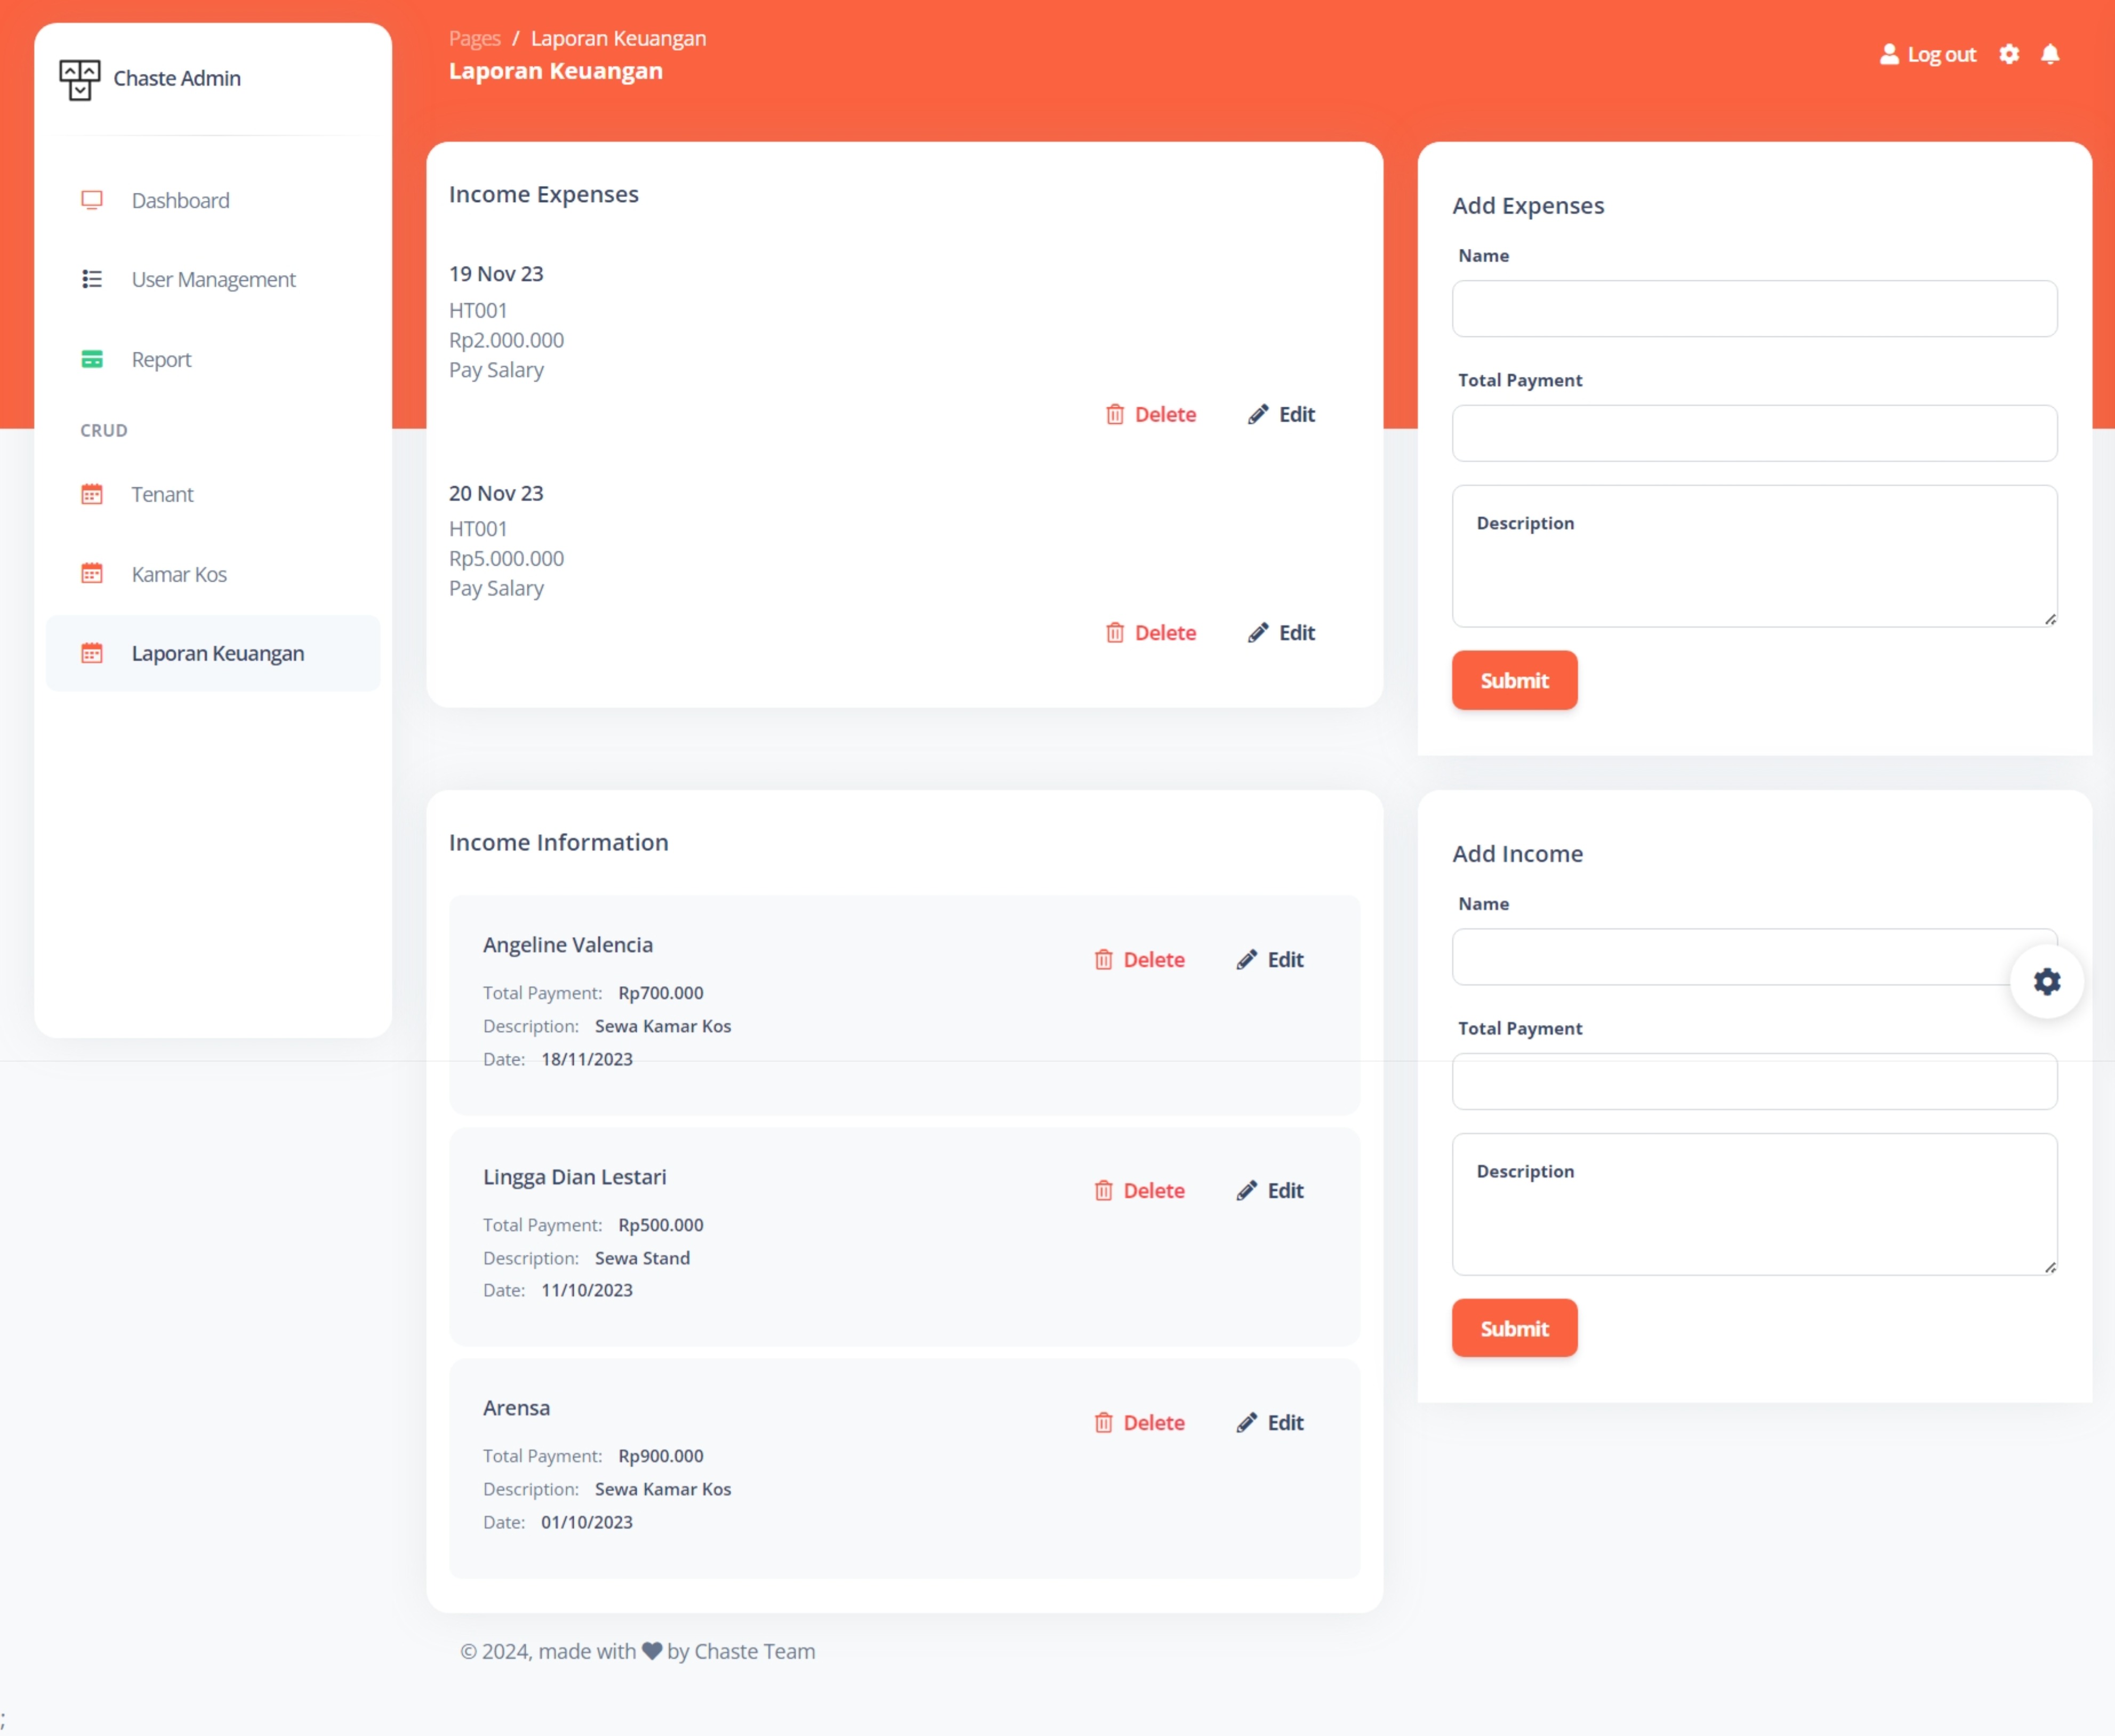 Chaste Admin
Dashboard
User Management
Report
CRUD
Tenant
Kamar Kos
Laporan Keuangan
Pages / Laporan Keuangan
Laporan Keuangan
Log out
Income Expenses
19 Nov 23
HT001
Rp2.000.000
Pay Salary
Delete Edit
20 Nov 23
HT001
Rp5.000.000
Pay Salary
Delete Edit
Add Expenses
Name
Total Payment
Description
Submit
Income Information
Angeline Valencia
Delete Edit
Total Payment: Rp700.000
Description: Sewa Kamar Kos
Date: 18/11/2023
Lingga Dian Lestari
Delete Edit
Total Payment: Rp500.000
Description: Sewa Stand
Date: 11/10/2023
Arensa
Delete Edit
Total Payment: Rp900.000
Description: Sewa Kamar Kos
Date: 01/10/2023
Add Income
Name
Total Payment
Description
Submit
© 2024, made with ♥ by Chaste Team
;